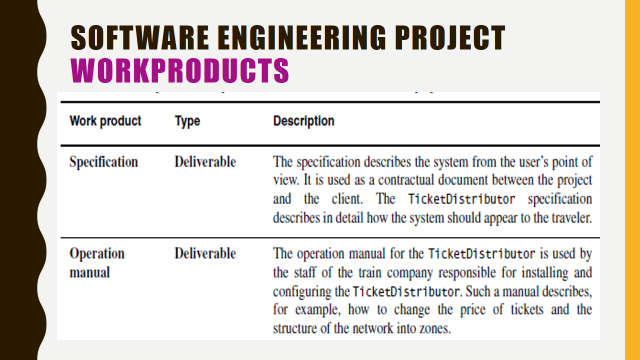 SOFTWARE ENGINEERING PROJECT
WORKPRODUCTS
Work product Type Description
Specification Deliverable The specification describes the system from the user's point of
view. It is used as a contractual document between the project
and the client. The TicketDistributor specification
describes in detail how the system should appear to the traveler.
Operation Deliverable The operation manual for the TicketDistributor is used by
manual the staff of the train company responsible for installing and
configuring the TicketDistributor. Such a manual describes,
for example, how to change the price of tickets and the
structure of the network into zones.